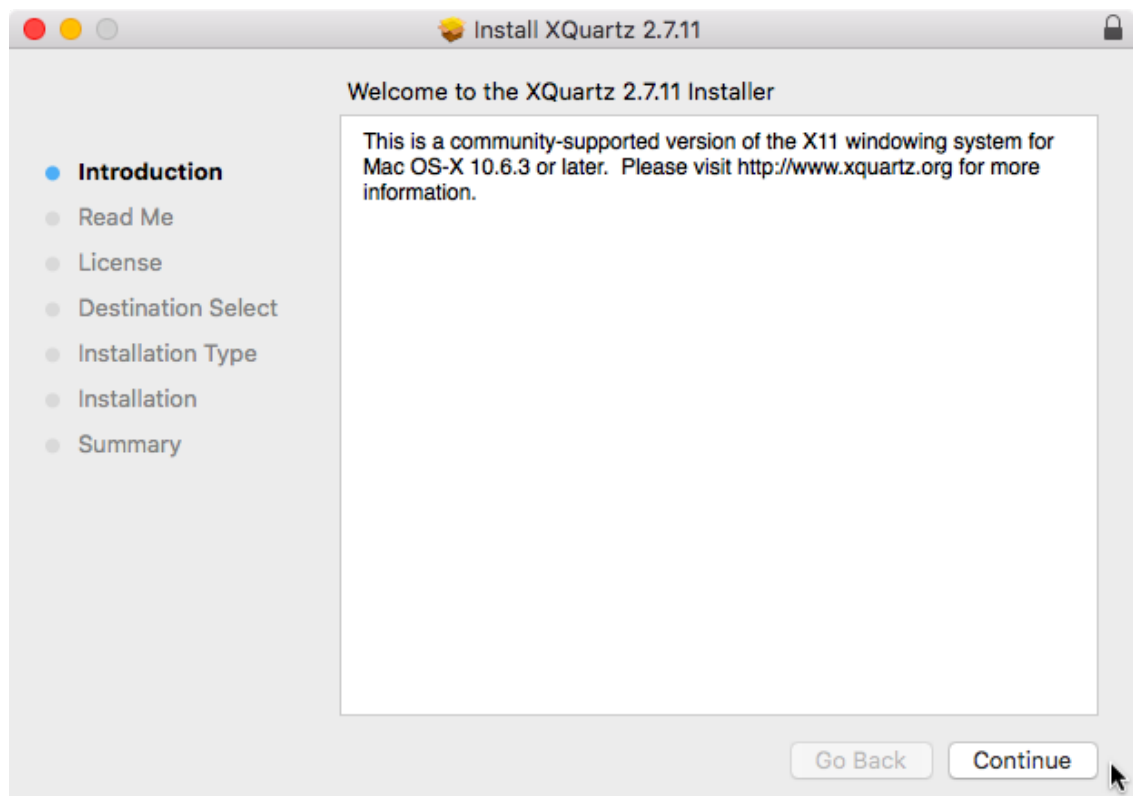 Install XQuartz 2.7.11
Welcome to the XQuartz 2.7.11 Installer
Introduction
Read Me
License
Destination Select
Installation Type
Installation
Summary
This is a community-supported version of the X11 windowing system for
Mac OS-X 10.6.3 or later.  Please visit http://www.xquartz.org for more
information.
Go Back
Continue